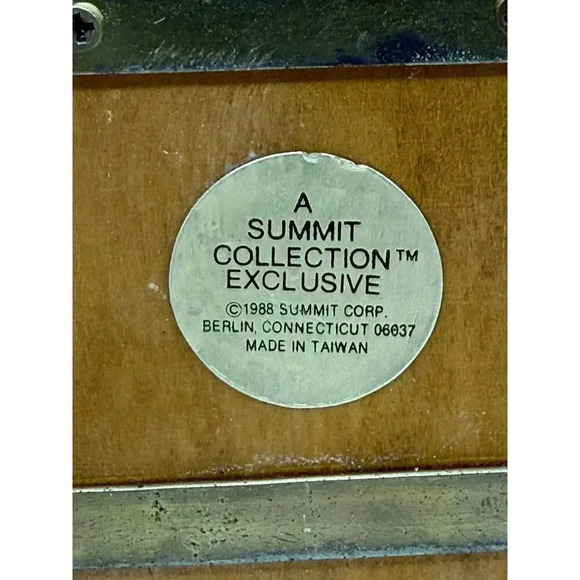 A
SUMMIT
COLLECTION™
EXCLUSIVE
©1988 SUMMIT CORP.
BERLIN, CONNECTICUT 06037
MADE IN TAIWAN